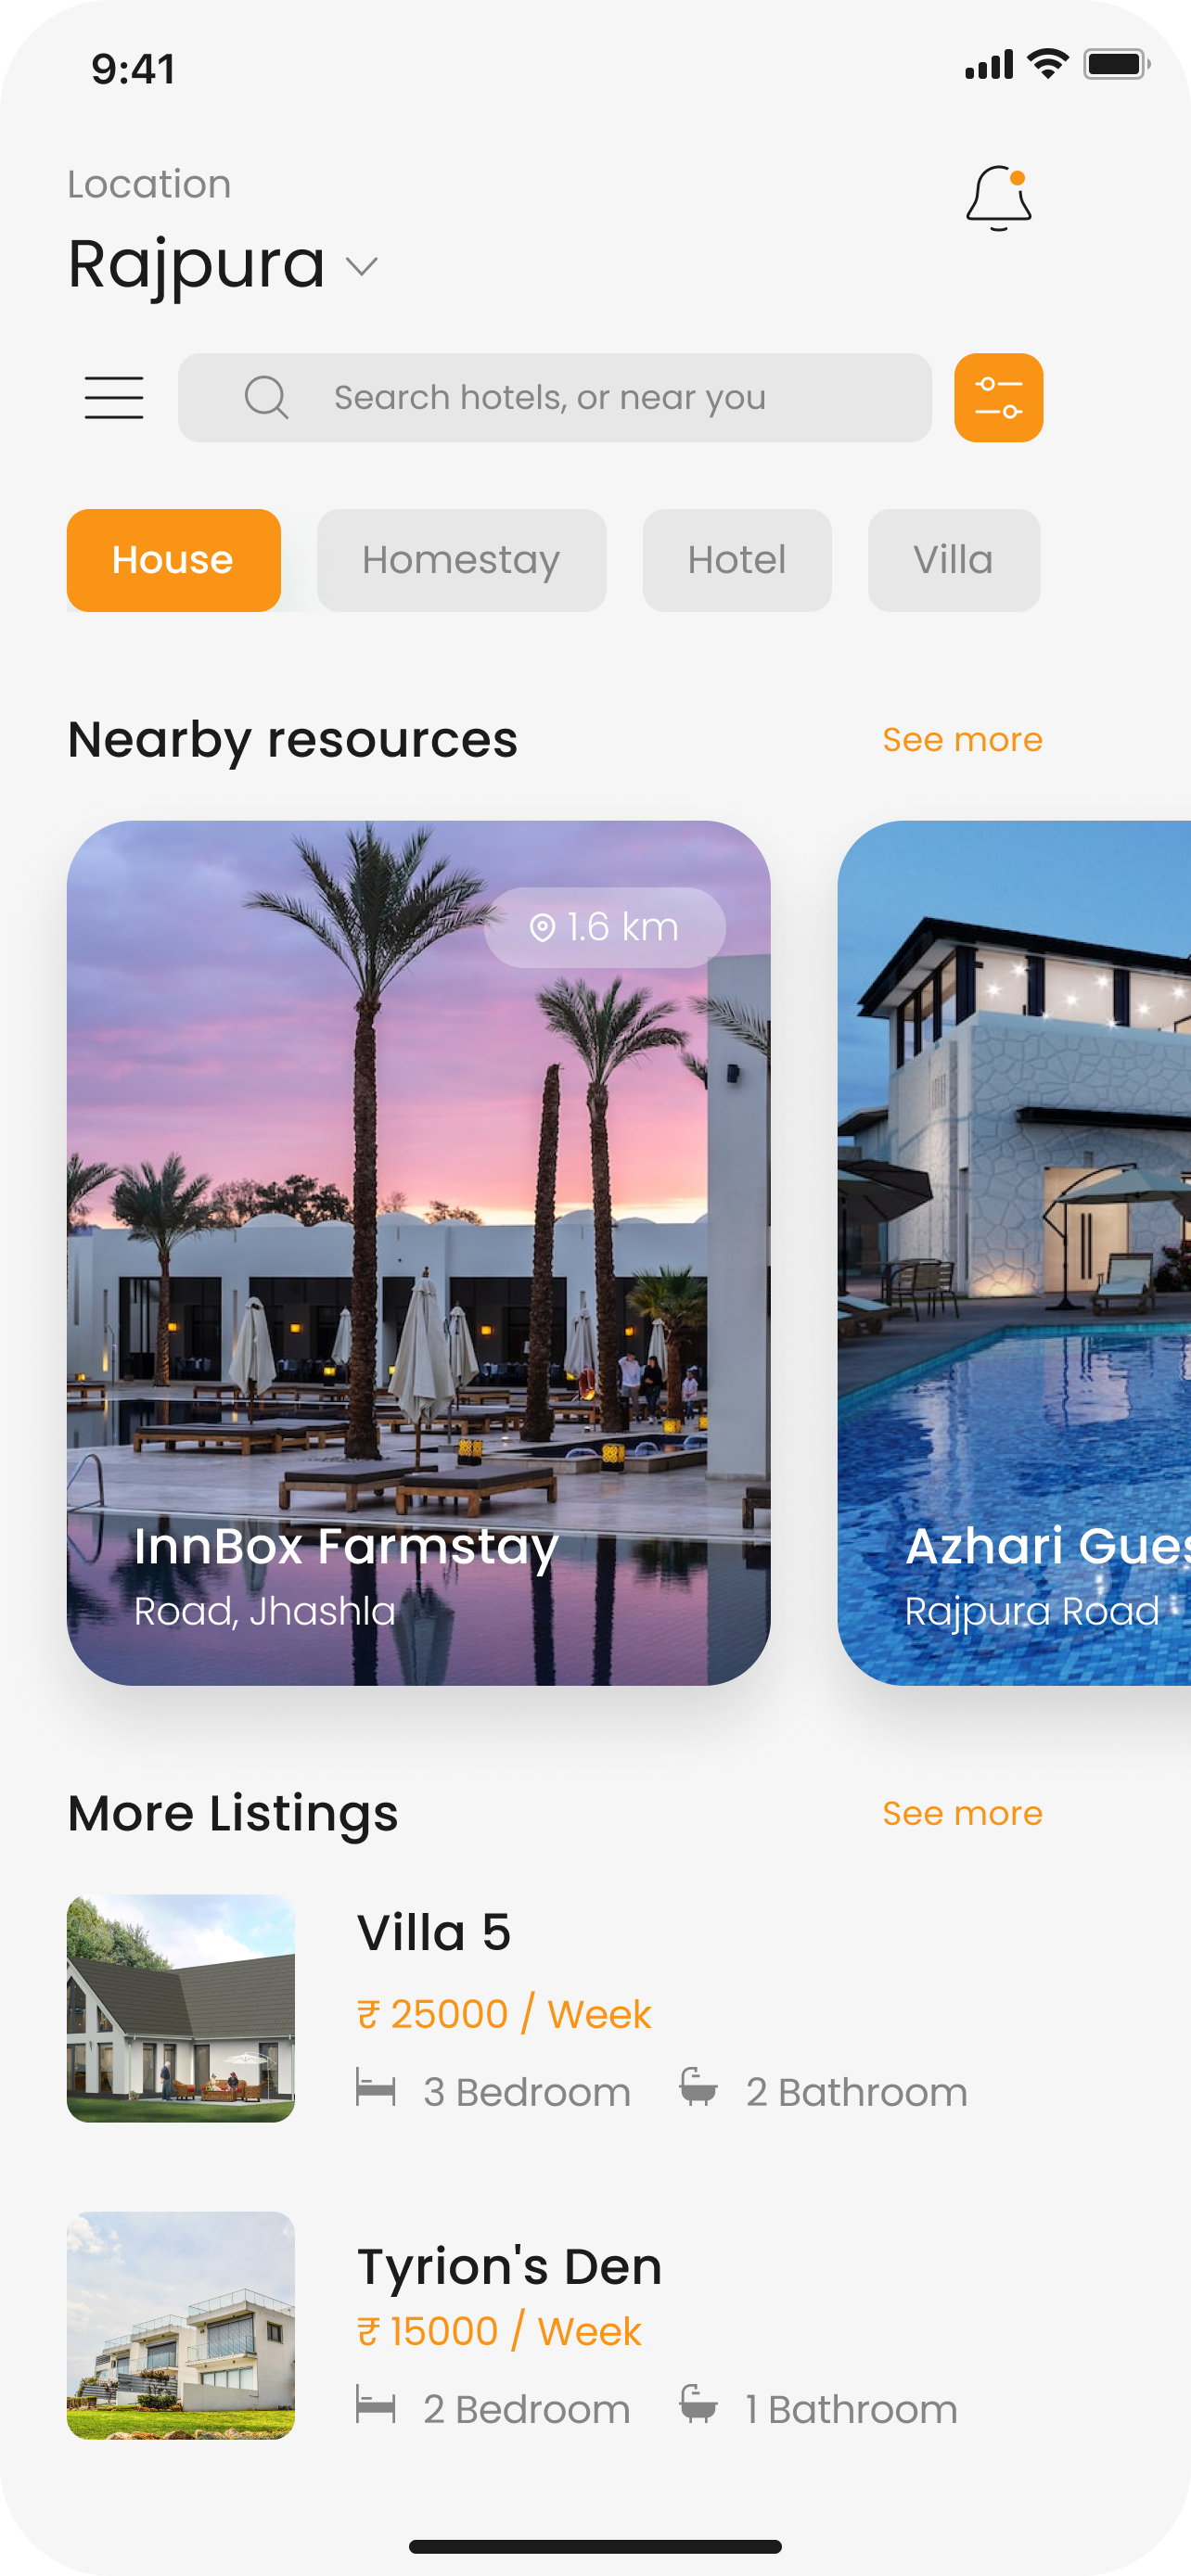 9:41
Location
Rajpura
Search hotels, or near you
House Homestay Hotel Villa
Nearby resources See more
1.6 km
InnBox Farmstay
Road, Jhashla
Azhari
Rajpura Road
More Listings See more
Villa 5
₹ 25000 / Week
3 Bedroom 2 Bathroom
Tyrion's Den
₹ 15000 / Week
2 Bedroom 1 Bathroom